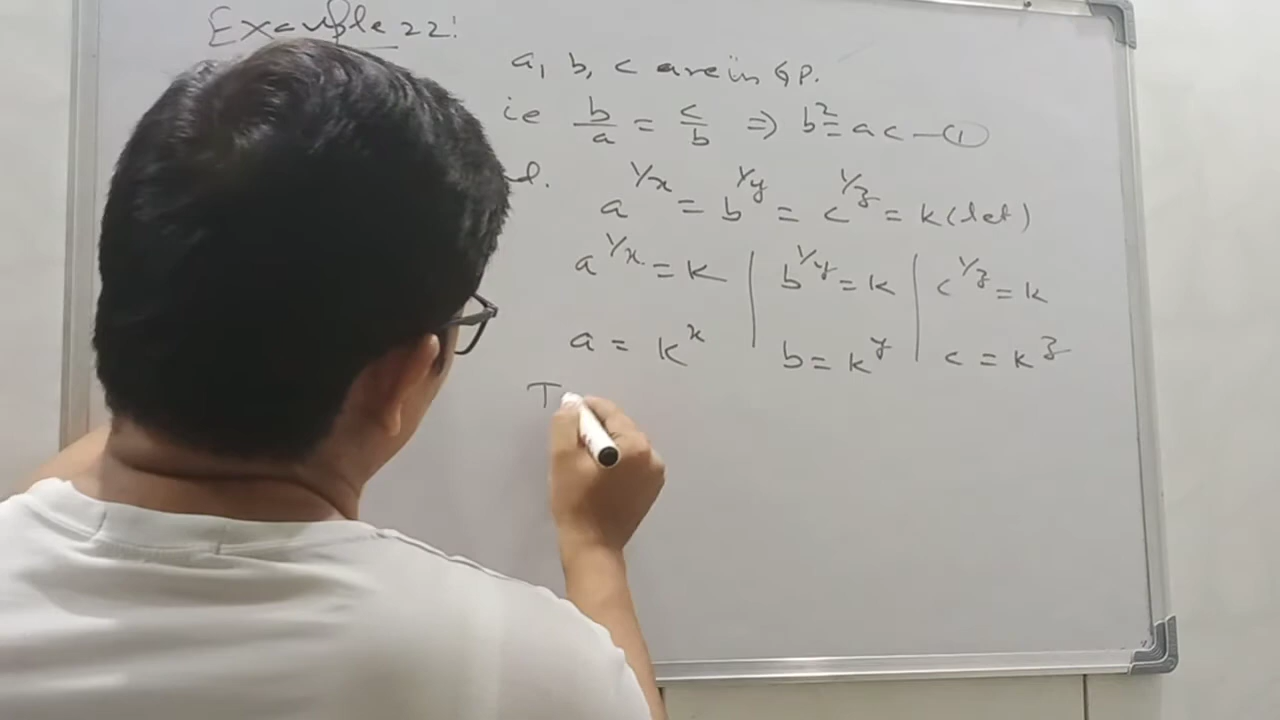 Example 22:
a, b, c are in GP.
ie b/a = c/b => b² = ac — (1)
a^1/x = b^1/y = c^1/z = k (let)
a^1/x = k | b^1/y = k | c^1/z = k
a = k^x | b = k^y | c = k^z
T